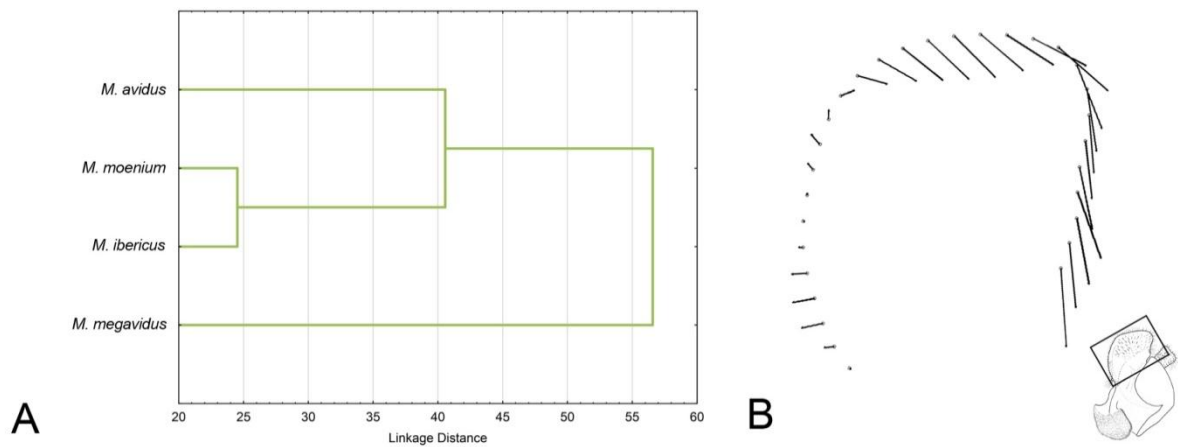 M. avidus
M. moenium
M. ibericus
M. megavidus
20 25 30 35 40 45 50 55 60
Linkage Distance
A
B